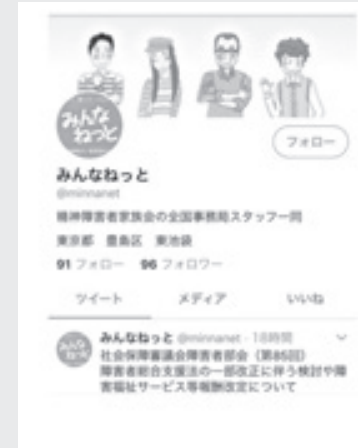 みんな
ねっと
フォロー
みんなねっと
@minnanet
精神障害者家族会の全国事務局スタッフ一同
東京都 豊島区 東池袋
91 フォロー 96 フォロワー
ツイート メディア いいね
みんなねっと @minnanet · 18時間
社会保障審議会障害者部会（第85回）
障害者総合支援法の一部改正に伴う検討や障
害福祉サービス等報酬改定について